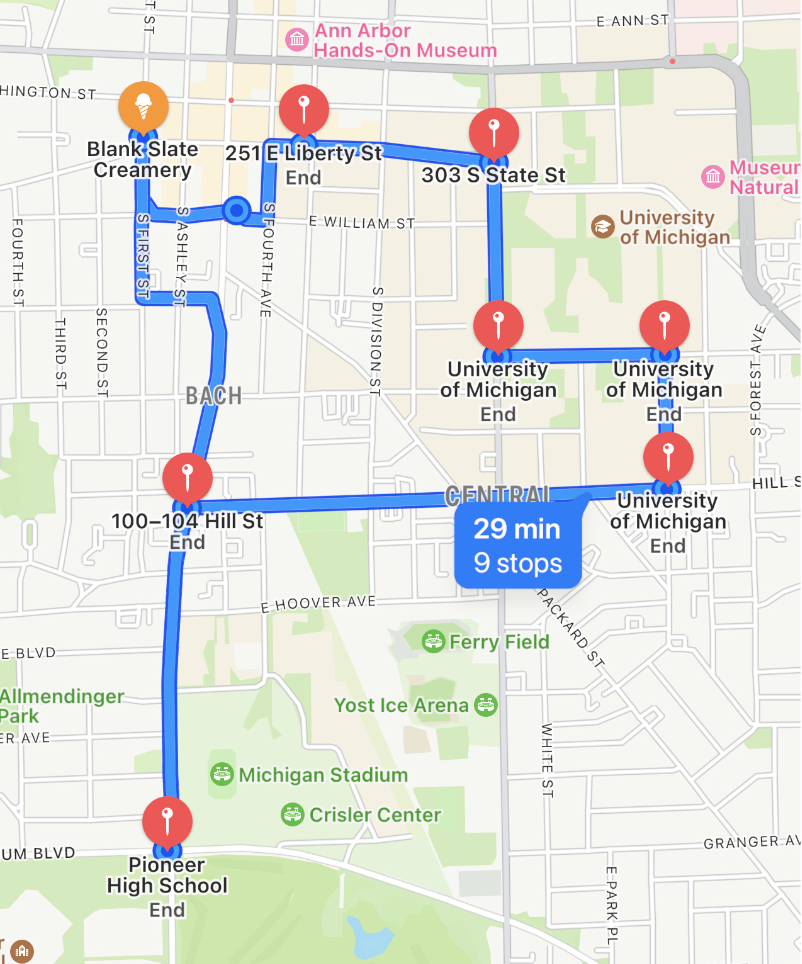 E ANN ST
Ann Arbor
Hands-On Museum
HINGTON ST
Blank Slate
Creamery
251 E Liberty St
End
303 S State St
Museum
Natural
University
of Michigan
E WILLIAM ST
S FIRST ST
S ASHLEY ST
S FOURTH AVE
FOURTH ST
THIRD ST
SECOND ST
S DIVISION ST
S FOREST AVE
University
of Michigan
End
University
of Michigan
End
BACH
CENTRAL
HILL S
University
of Michigan
End
100–104 Hill St
End
29 min
9 stops
E HOOVER AVE
PACKARD ST
E BLVD
Ferry Field
Allmendinger
Park
Yost Ice Arena
ER AVE
WHITE ST
Michigan Stadium
Crisler Center
UM BLVD
Pioneer
High School
End
GRANGER AV
E PARK PL